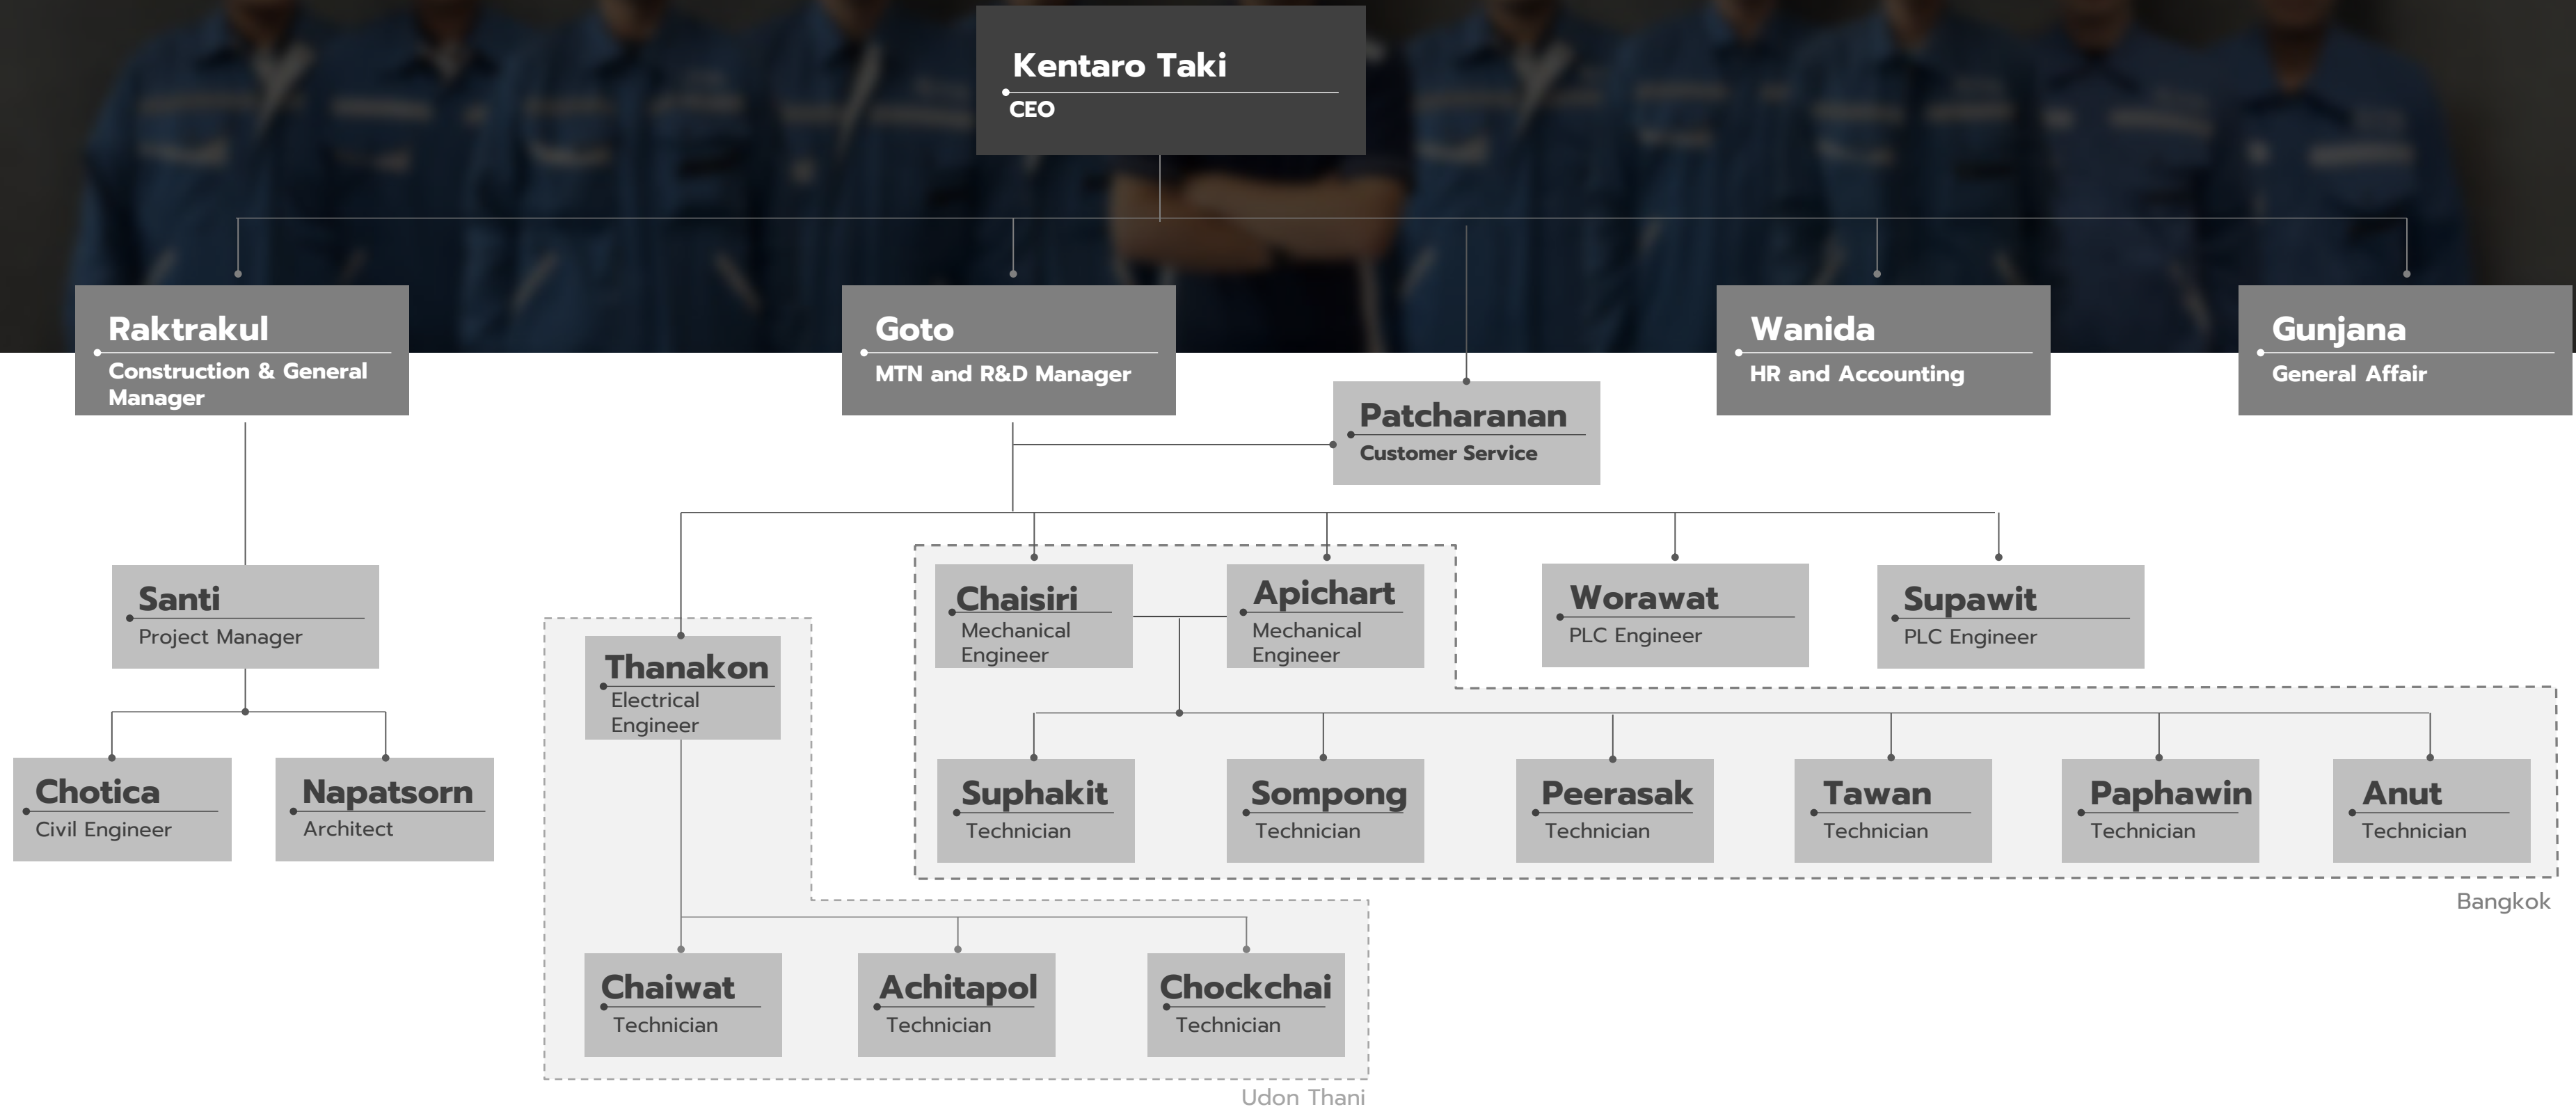 Kentaro Taki
CEO
Raktrakul
Construction & General
Manager
Goto
MTN and R&D Manager
Patcharanan
Customer Service
Wanida
HR and Accounting
Gunjana
General Affair
Santi
Project Manager
Chotica
Civil Engineer
Napatsorn
Architect
Thanakon
Electrical
Engineer
Chaisiri
Mechanical
Engineer
Apichart
Mechanical
Engineer
Worawat
PLC Engineer
Supawit
PLC Engineer
Suphakit
Technician
Sompong
Technician
Peerasak
Technician
Tawan
Technician
Paphawin
Technician
Anut
Technician
Bangkok
Chaiwat
Technician
Achitapol
Technician
Chockchai
Technician
Udon Thani